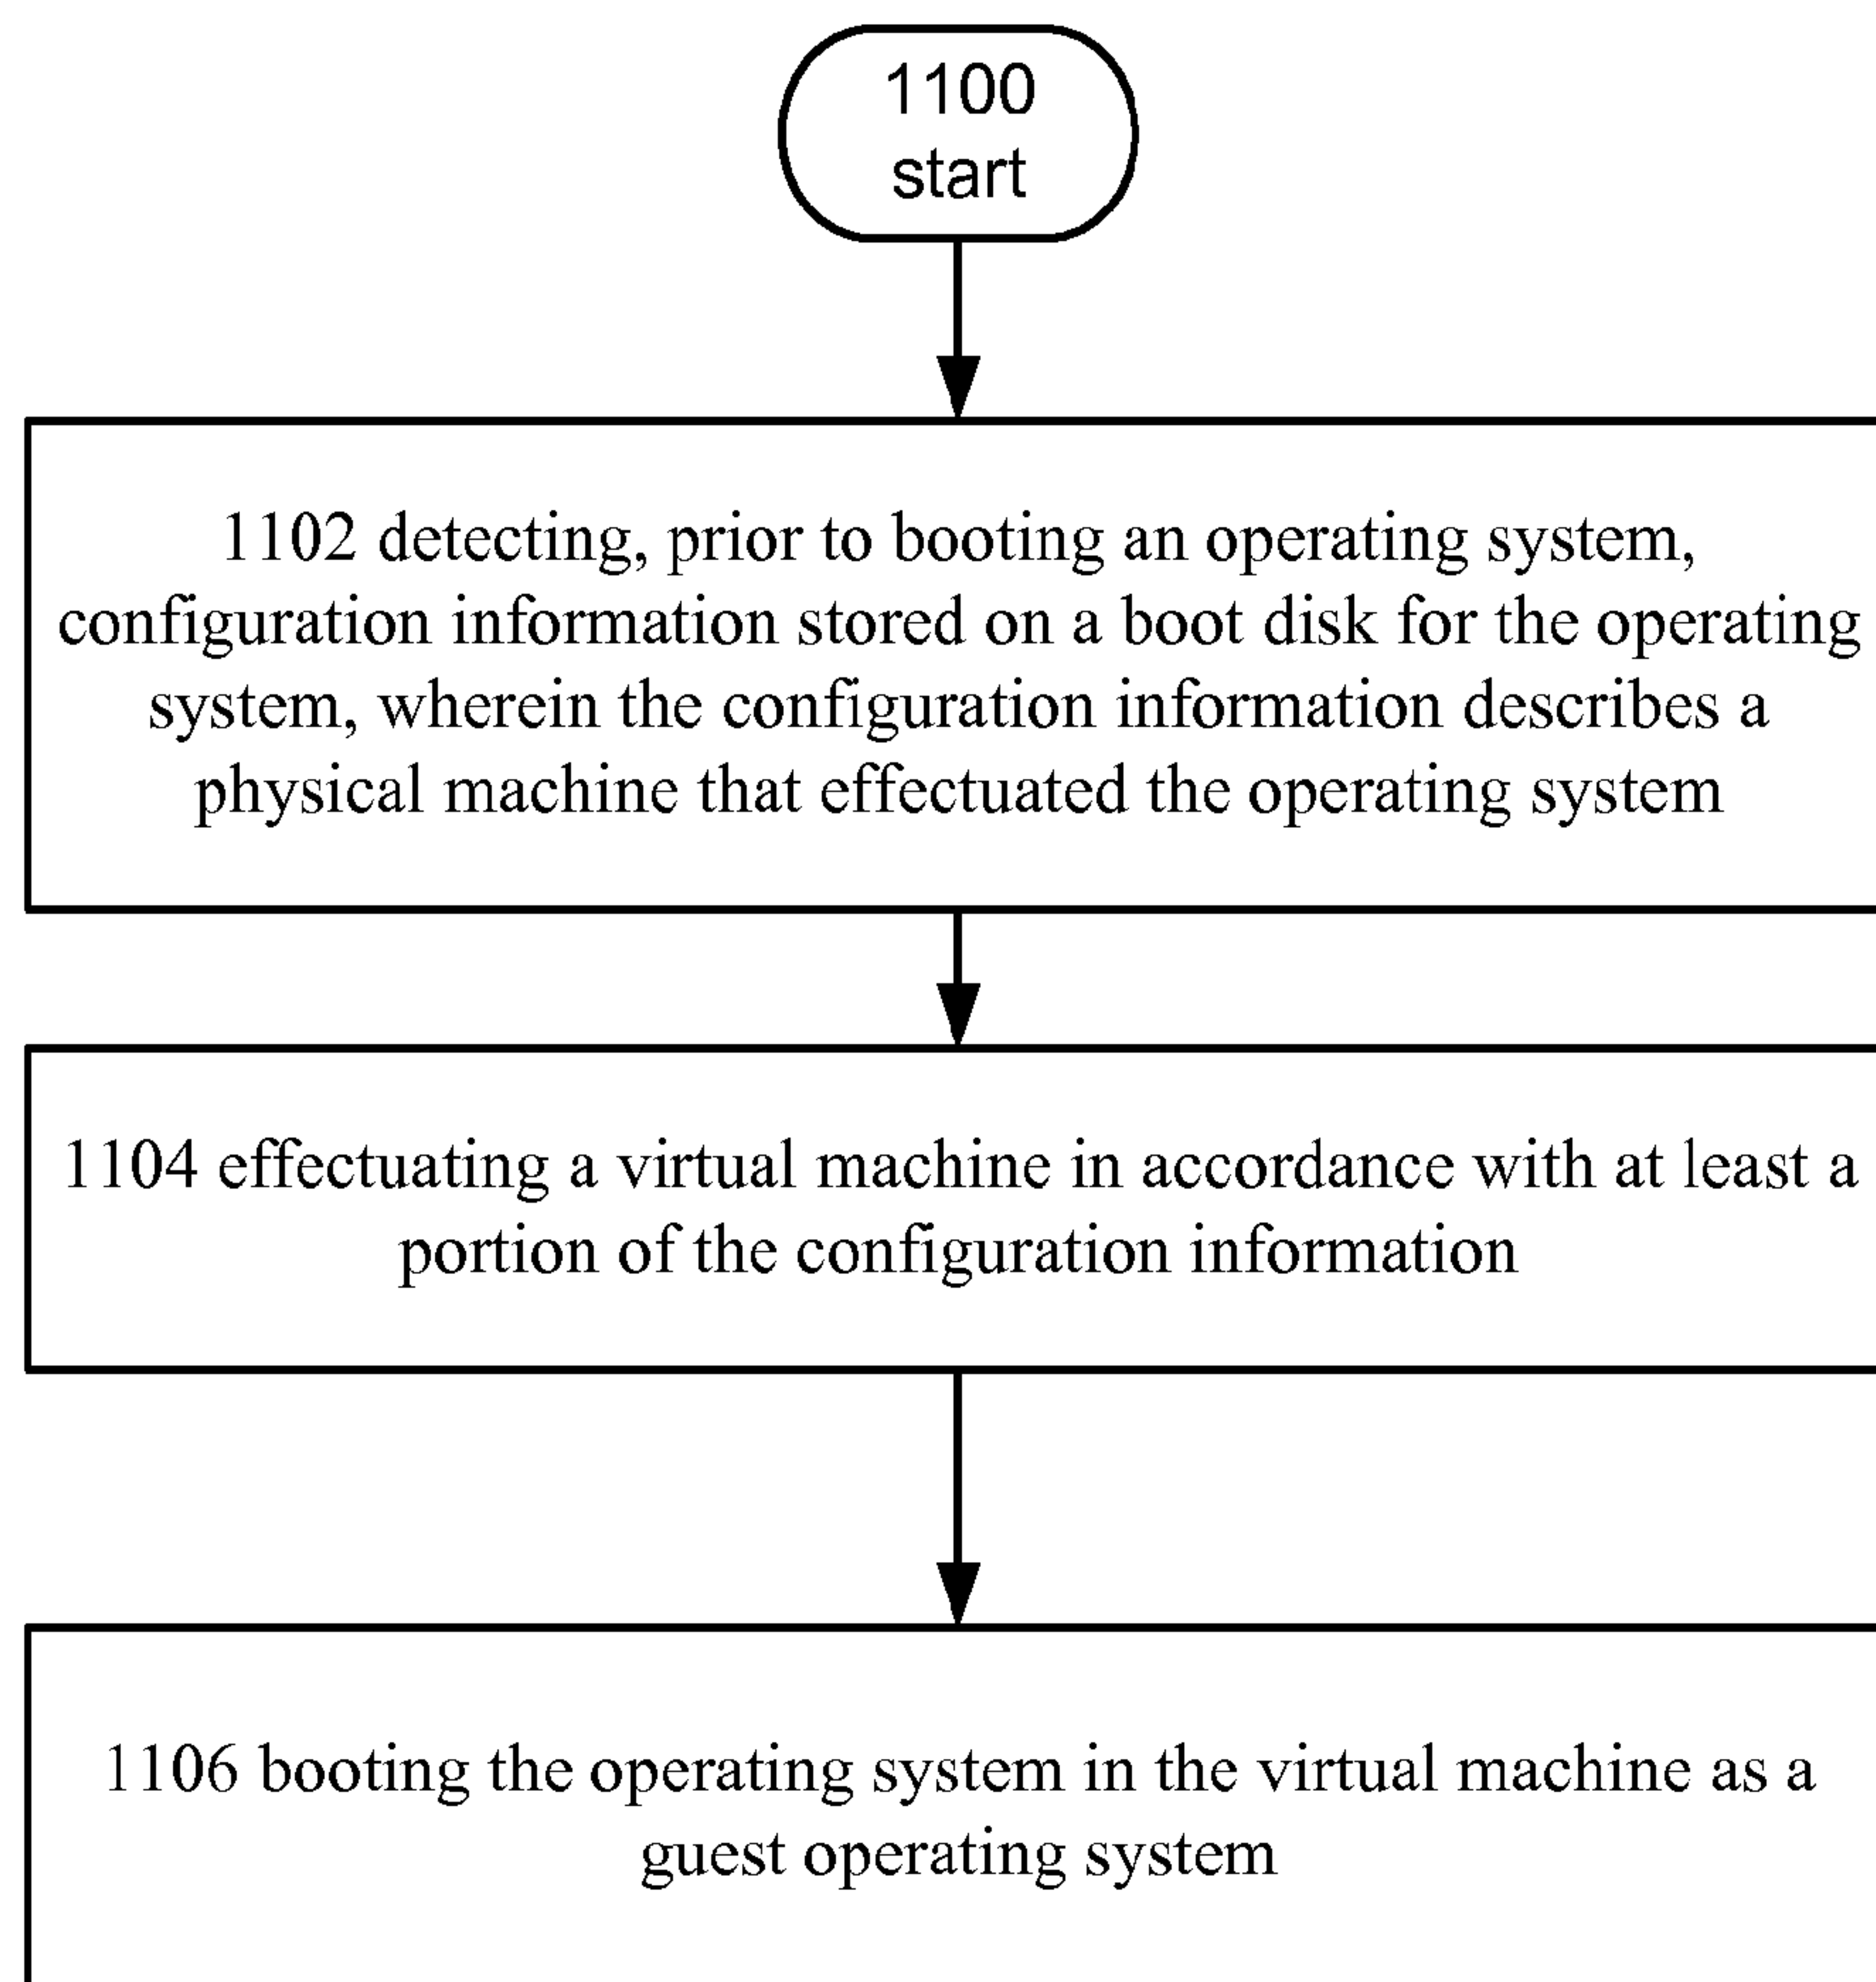 1100
start
1102 detecting, prior to booting an operating system,
configuration information stored on a boot disk for the operating
system, wherein the configuration information describes a
physical machine that effectuated the operating system
1104 effectuating a virtual machine in accordance with at least a
portion of the configuration information
1106 booting the operating system in the virtual machine as a
guest operating system